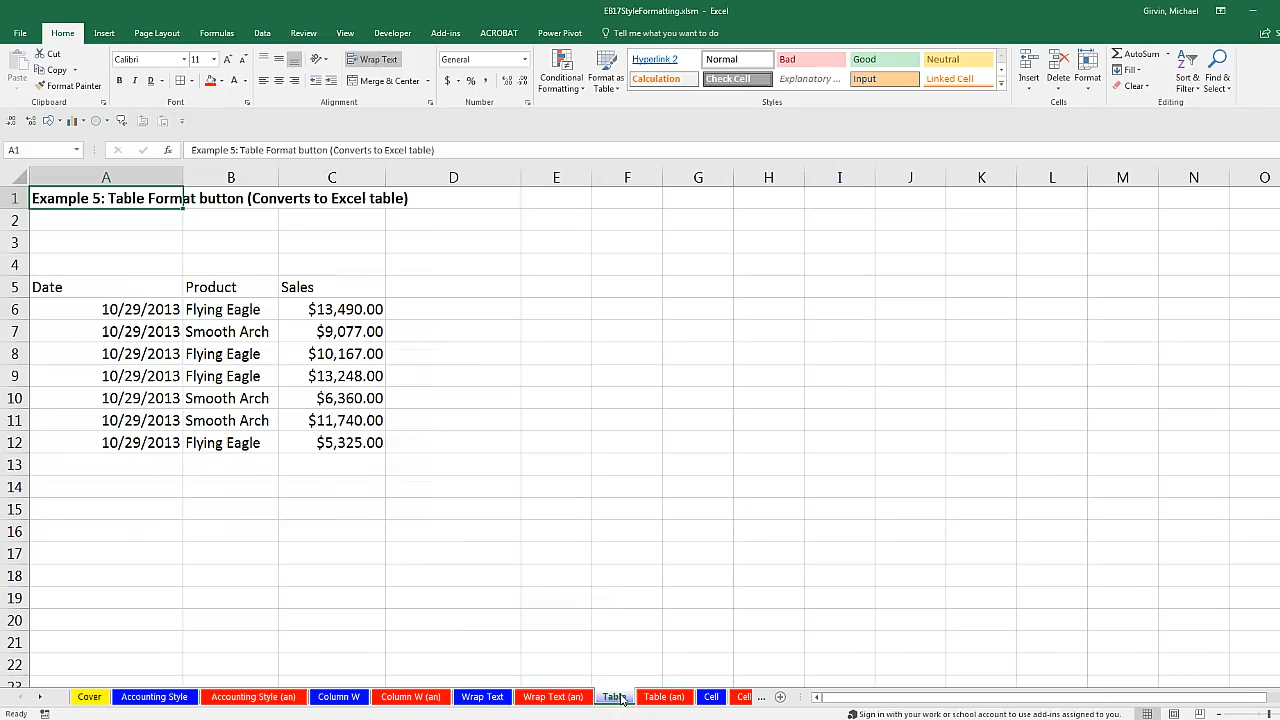 EB17StyleFormatting.xlsm - Excel
Girvin, Michael
File Home Insert Page Layout Formulas Data Review View Developer Add-ins ACROBAT Power Pivot Tell me what you want to do
Paste
Cut
Copy
Format Painter
Clipboard
Calibri 11
B I D
Font
Wrap Text
Merge & Center
Alignment
General
$ % ,
Number
Conditional
Formatting
Format as
Table
Hyperlink 2 Normal Bad Good Neutral
Calculation Check Cell Explanatory ... Input Linked Cell
Styles
Insert Delete Format
Cells
AutoSum
Fill
Clear
Sort &
Filter
Find &
Select
Editing
A1 fx Example 5: Table Format button (Converts to Excel table)
A B C D E F G H I J K L M N O
1 Example 5: Table Format button (Converts to Excel table)
2
3
4
5 Date Product Sales
6 10/29/2013 Flying Eagle $13,490.00
7 10/29/2013 Smooth Arch $9,077.00
8 10/29/2013 Flying Eagle $10,167.00
9 10/29/2013 Flying Eagle $13,248.00
10 10/29/2013 Smooth Arch $6,360.00
11 10/29/2013 Smooth Arch $11,740.00
12 10/29/2013 Flying Eagle $5,325.00
13
14
15
16
17
18
19
20
21
22
23
Cover Accounting Style Accounting Style (an) Column W Column W (an) Wrap Text Wrap Text (an) Table Table (an) Cell Cell ...
Ready
Sign in with your work or school account to use add-ins assigned to you.